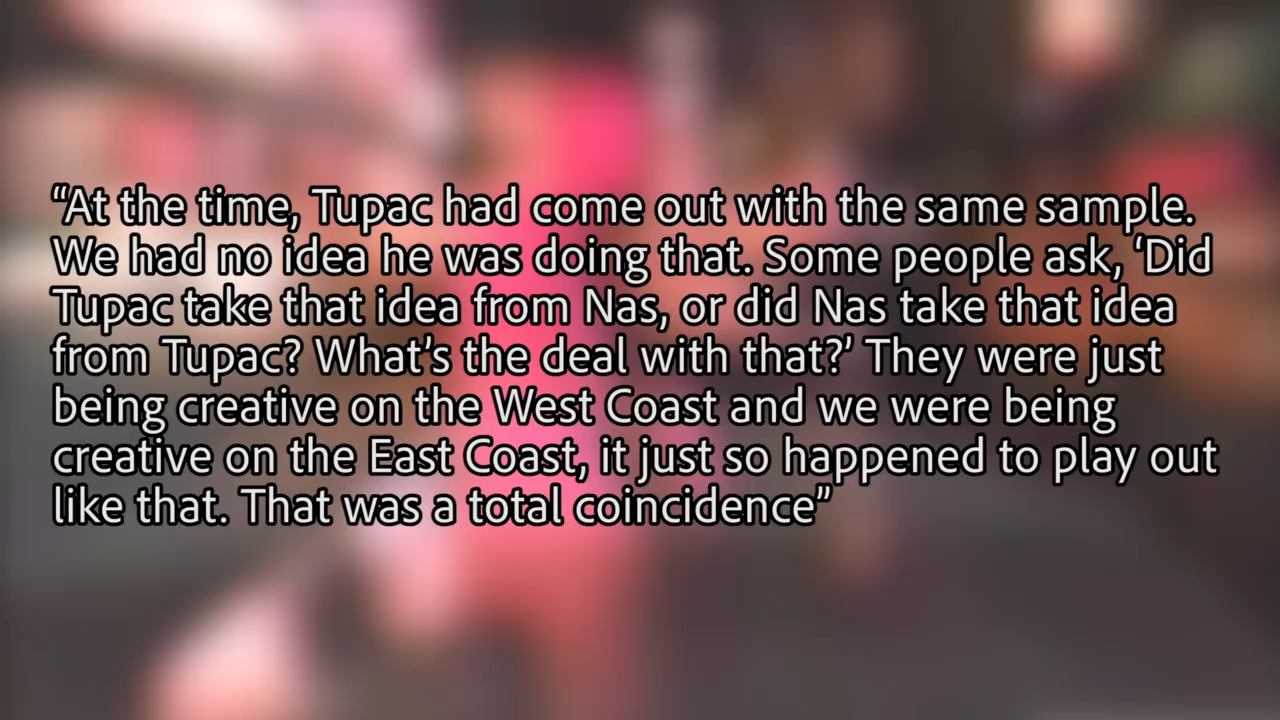 “At the time, Tupac had come out with the same sample.
We had no idea he was doing that. Some people ask, ‘Did
Tupac take that idea from Nas, or did Nas take that idea
from Tupac? What’s the deal with that?’ They were just
being creative on the West Coast and we were being
creative on the East Coast, it just so happened to play out
like that. That was a total coincidence”